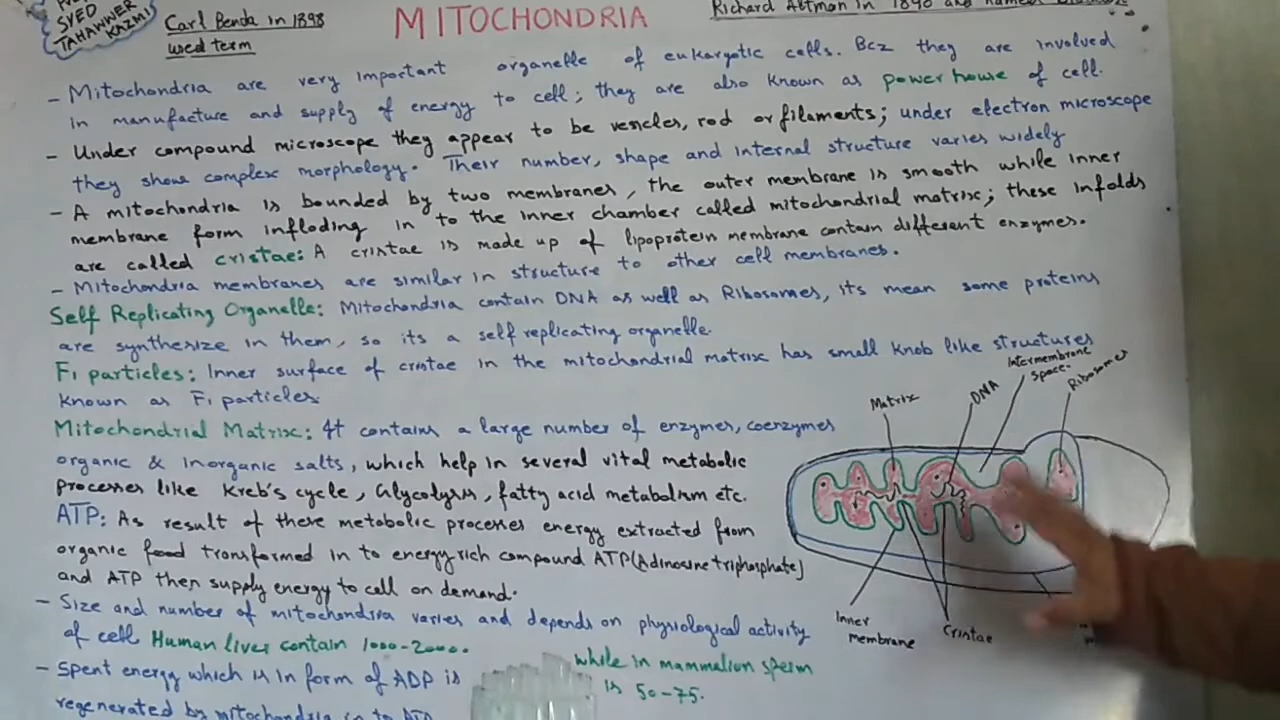 SYED
TAHAWWER
KAZMI
Carl Benda in 1898
used term
MITOCHONDRIA
Richard Altman in 1890 and named
- Mitochondria are very important organelle of eukaryotic cells. Bcz they are involved
in manufacture and supply of energy to cell; they are also known as power house of cell.
- Under compound microscope they appear to be vesicles, rod or filaments; under electron microscope
they show complex morphology. Their number, shape and internal structure varies widely
- A mitochondria is bounded by two membranes, the outer membrane is smooth while inner
membrane form infloding in to the inner chamber called mitochondrial matrix; these infolds
are called cristae: A cristae is made up of lipoprotein membrane contain different enzymes.
- Mitochondria membranes are similar in structure to other cell membranes.
Self Replicating Organelle: Mitochondria contain DNA as well as Ribosomes, its mean some proteins
are synthesize in them, so its a self replicating organelle.
F1 particles: Inner surface of cristae in the mitochondrial matrix has small knob like structures
known as F1 particles
Mitochondrial Matrix: It contains a large number of enzymes, coenzymes
organic & inorganic salts, which help in several vital metabolic
processes like Kreb's cycle, Glycolysis, fatty acid metabolism etc.
ATP: As result of these metabolic processes energy extracted from
organic food transformed in to energy-rich compound ATP(Adinosine triphosphate)
and ATP then supply energy to cell on demand.
- Size and number of mitochondria varies and depends on physiological activity
of cell Human liver contain 1000-2000.
while in mammalion sperm
is 50-75.
- Spent energy which is in form of ADP is
regenerated by mitochondria in to ATP
Matrix
DNA
Intermembrane
space.
Ribosomes
Inner
membrane
Cristae